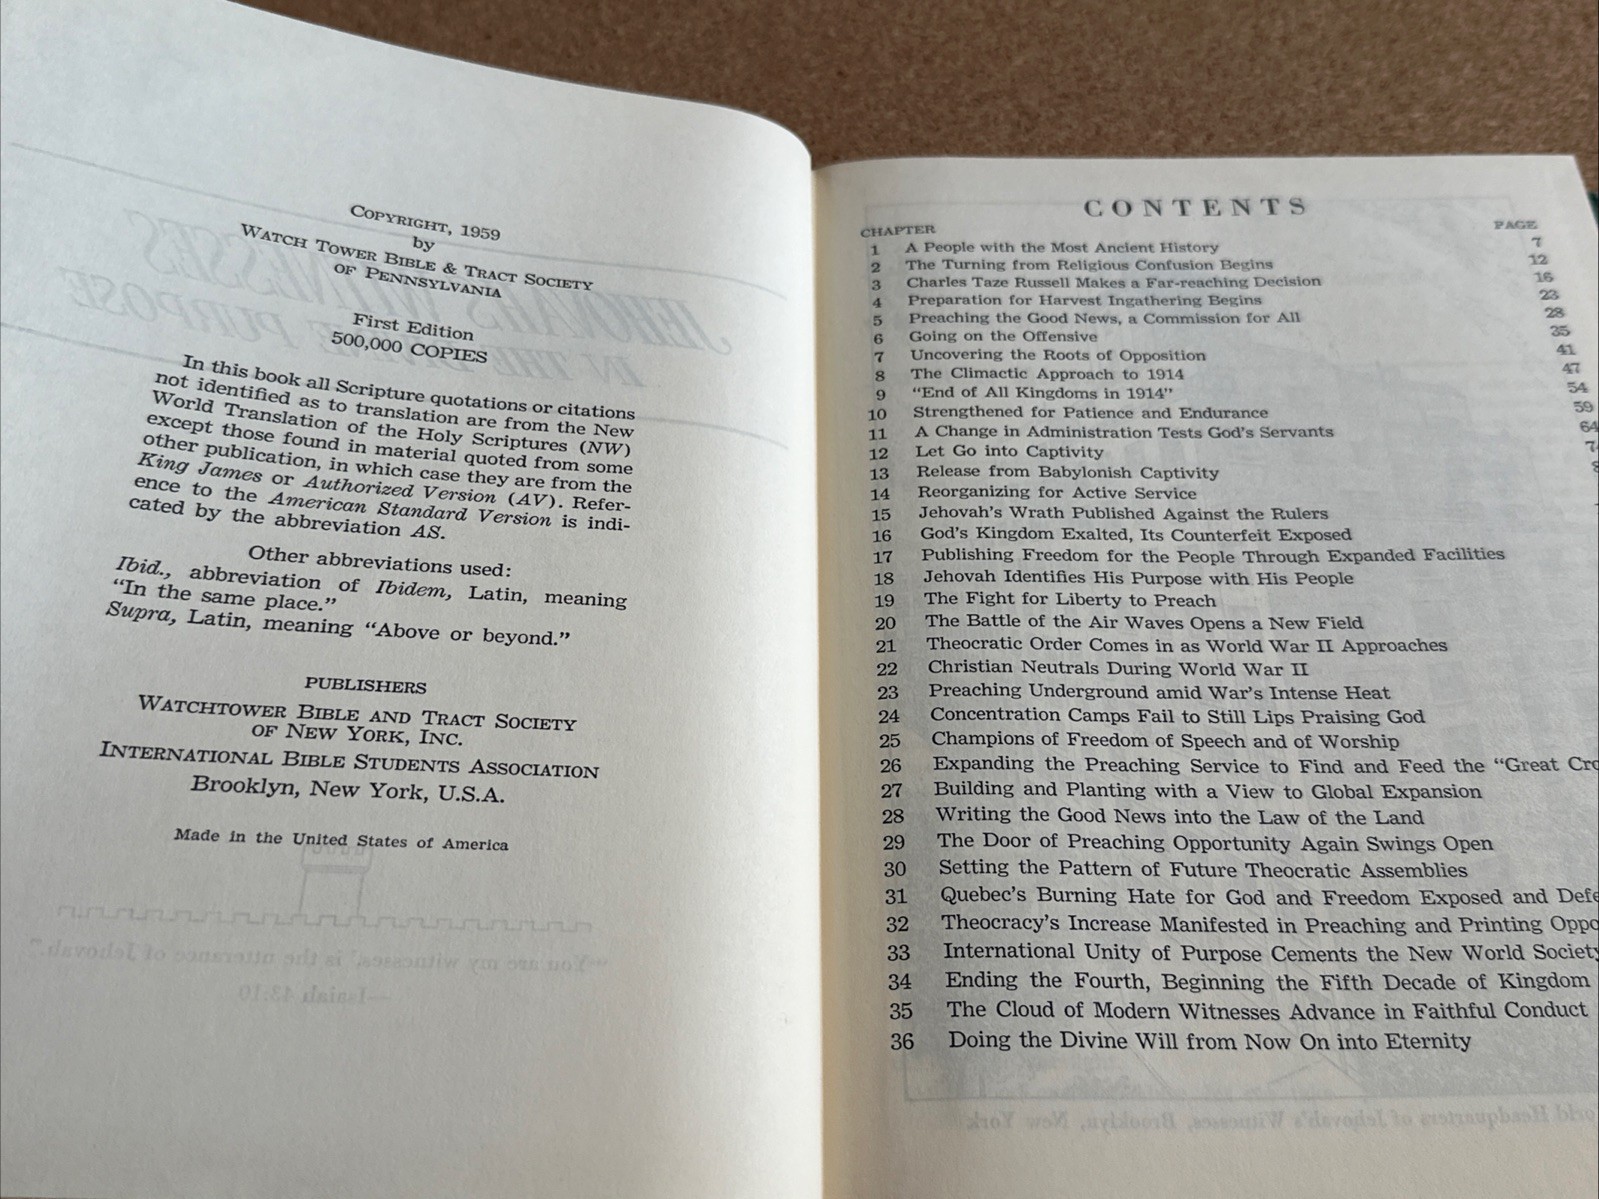 COPYRIGHT, 1959
by
WATCH TOWER BIBLE & TRACT SOCIETY
OF PENNSYLVANIA
First Edition
500,000 COPIES
In this book all Scripture quotations or citations
not identified as to translation are from the New
World Translation of the Holy Scriptures (NW)
except those found in material quoted from some
other publication, in which case they are from the
King James or Authorized Version (AV). Refer-
ence to the American Standard Version is indi-
cated by the abbreviation AS.
Other abbreviations used:
Ibid., abbreviation of Ibidem, Latin, meaning
“In the same place.”
Supra, Latin, meaning “Above or beyond.”
PUBLISHERS
WATCHTOWER BIBLE AND TRACT SOCIETY
OF NEW YORK, INC.
INTERNATIONAL BIBLE STUDENTS ASSOCIATION
Brooklyn, New York, U.S.A.
Made in the United States of America
CONTENTS
CHAPTER PAGE
1 A People with the Most Ancient History 7
2 The Turning from Religious Confusion Begins 12
3 Charles Taze Russell Makes a Far-reaching Decision 16
4 Preparation for Harvest Ingathering Begins 23
5 Preaching the Good News, a Commission for All 28
6 Going on the Offensive 35
7 Uncovering the Roots of Opposition 41
8 The Climactic Approach to 1914 47
9 “End of All Kingdoms in 1914” 54
10 Strengthened for Patience and Endurance 59
11 A Change in Administration Tests God's Servants 64
12 Let Go into Captivity
13 Release from Babylonish Captivity
14 Reorganizing for Active Service
15 Jehovah's Wrath Published Against the Rulers
16 God's Kingdom Exalted, Its Counterfeit Exposed
17 Publishing Freedom for the People Through Expanded Facilities
18 Jehovah Identifies His Purpose with His People
19 The Fight for Liberty to Preach
20 The Battle of the Air Waves Opens a New Field
21 Theocratic Order Comes in as World War II Approaches
22 Christian Neutrals During World War II
23 Preaching Underground amid War's Intense Heat
24 Concentration Camps Fail to Still Lips Praising God
25 Champions of Freedom of Speech and of Worship
26 Expanding the Preaching Service to Find and Feed the “Great Cro
27 Building and Planting with a View to Global Expansion
28 Writing the Good News into the Law of the Land
29 The Door of Preaching Opportunity Again Swings Open
30 Setting the Pattern of Future Theocratic Assemblies
31 Quebec's Burning Hate for God and Freedom Exposed and Defe
32 Theocracy's Increase Manifested in Preaching and Printing Oppo
33 International Unity of Purpose Cements the New World Society
34 Ending the Fourth, Beginning the Fifth Decade of Kingdom
35 The Cloud of Modern Witnesses Advance in Faithful Conduct
36 Doing the Divine Will from Now On into Eternity